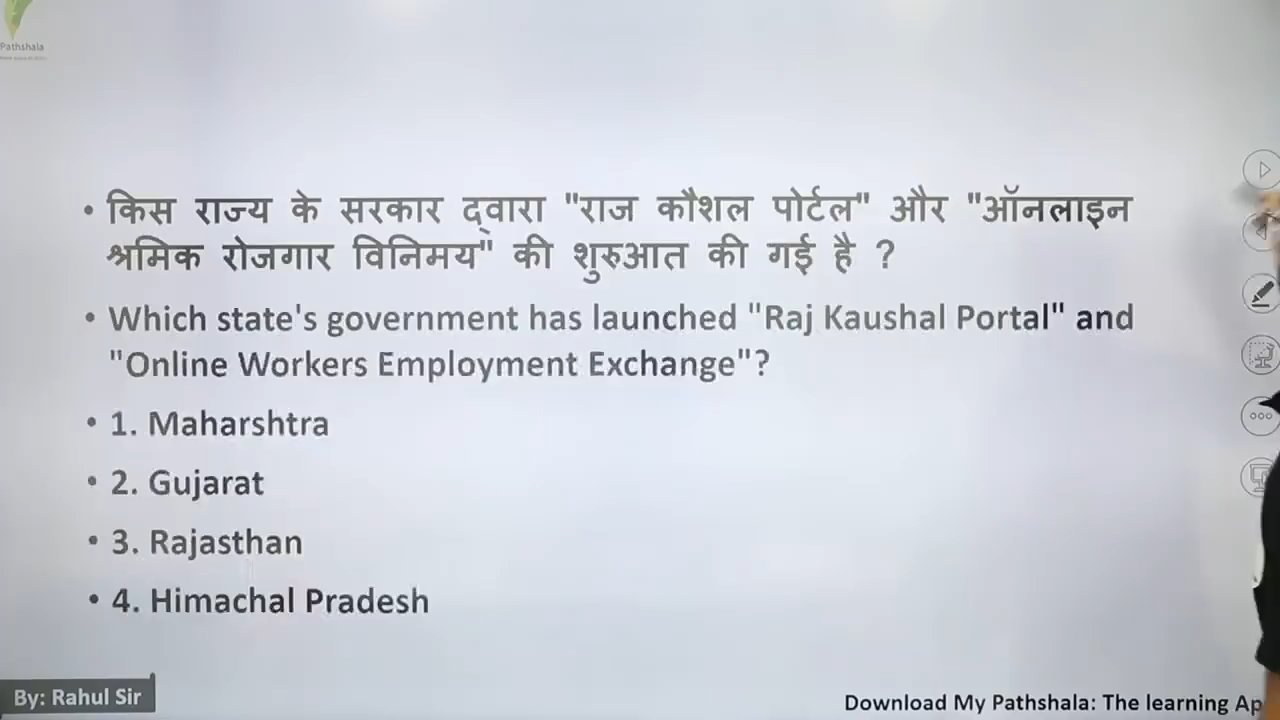 Pathshala
• किस राज्य के सरकार द्वारा "राज कौशल पोर्टल" और "ऑनलाइन
श्रमिक रोजगार विनिमय" की शुरुआत की गई है ?
• Which state's government has launched "Raj Kaushal Portal" and
"Online Workers Employment Exchange"?
• 1. Maharshtra
• 2. Gujarat
• 3. Rajasthan
• 4. Himachal Pradesh
By: Rahul Sir
Download My Pathshala: The learning Ap